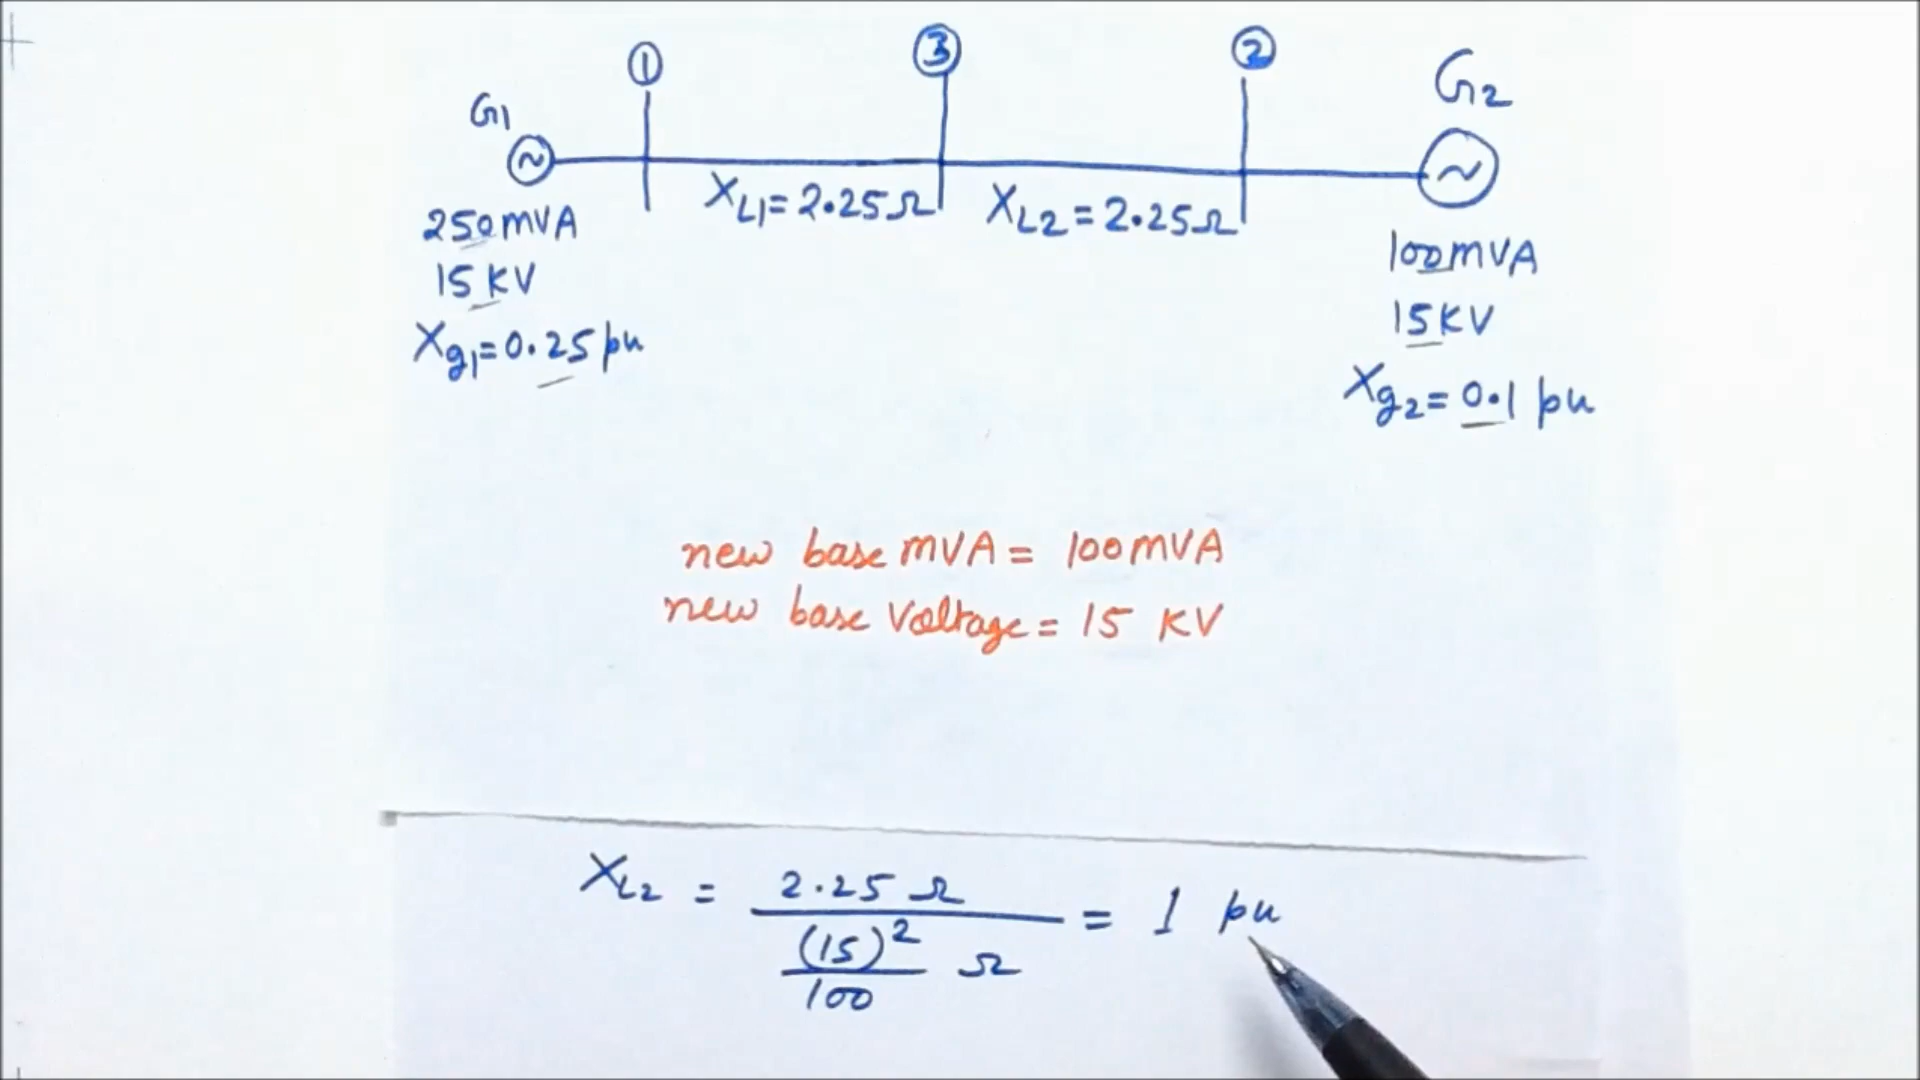 ① ③ ②
G1 G2
~ ~
XL1 = 2.25Ω XL2 = 2.25Ω
250 MVA
15 KV
Xg1 = 0.25 pu
100 MVA
15 KV
Xg2 = 0.1 pu
new base MVA = 100 MVA
new base Voltage = 15 KV
XL2 = 2.25 Ω / (15)² / 100 Ω = 1 pu